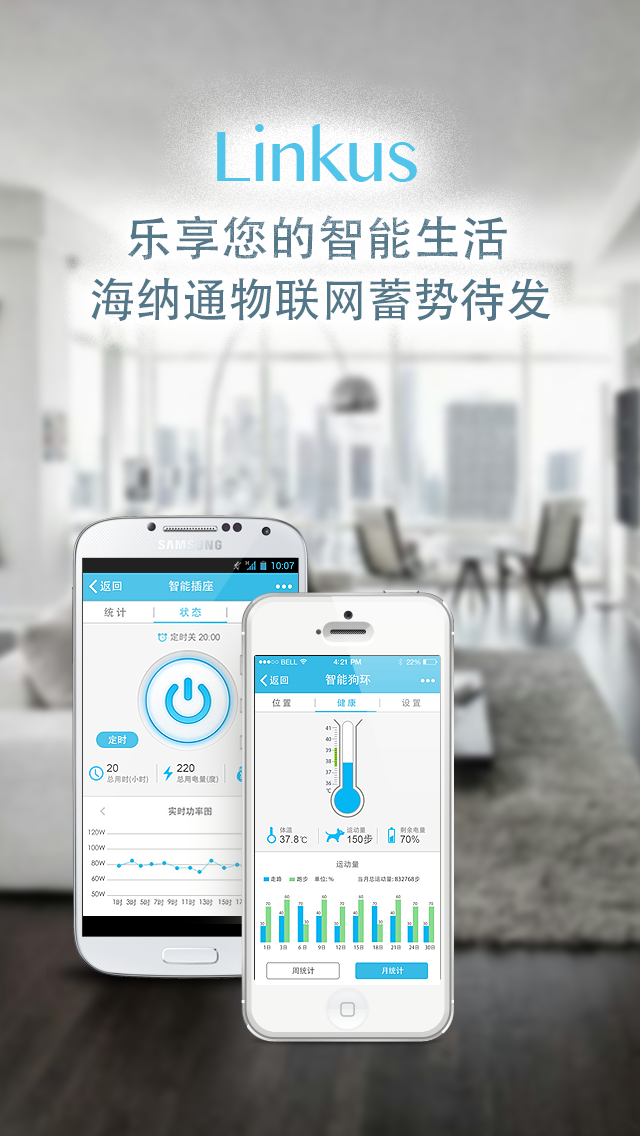 Linkus
乐享您的智能生活
海纳通物联网蓄势待发
SAMSUNG
10:07
返回 智能插座
统计 状态
定时关 20:00
定时
20 220
总用时(小时) 总用电量(度)
实时功率图
120W
100W
80W
60W
50W
1时 3时 5时 7时 9时 11时 13时 15时 17
BELL 4:21 PM 22%
返回 智能狗环
位置 健康 设置
41
40
39
38
37
36
℃
体温 运动量 剩余电量
37.8℃ 150步 70%
运动量
走路 跑步 单位: % 当月总运动量: 832768步
1日 3日 6日 9日 12日 15日 18日 21日 24日 30日
周统计 月统计